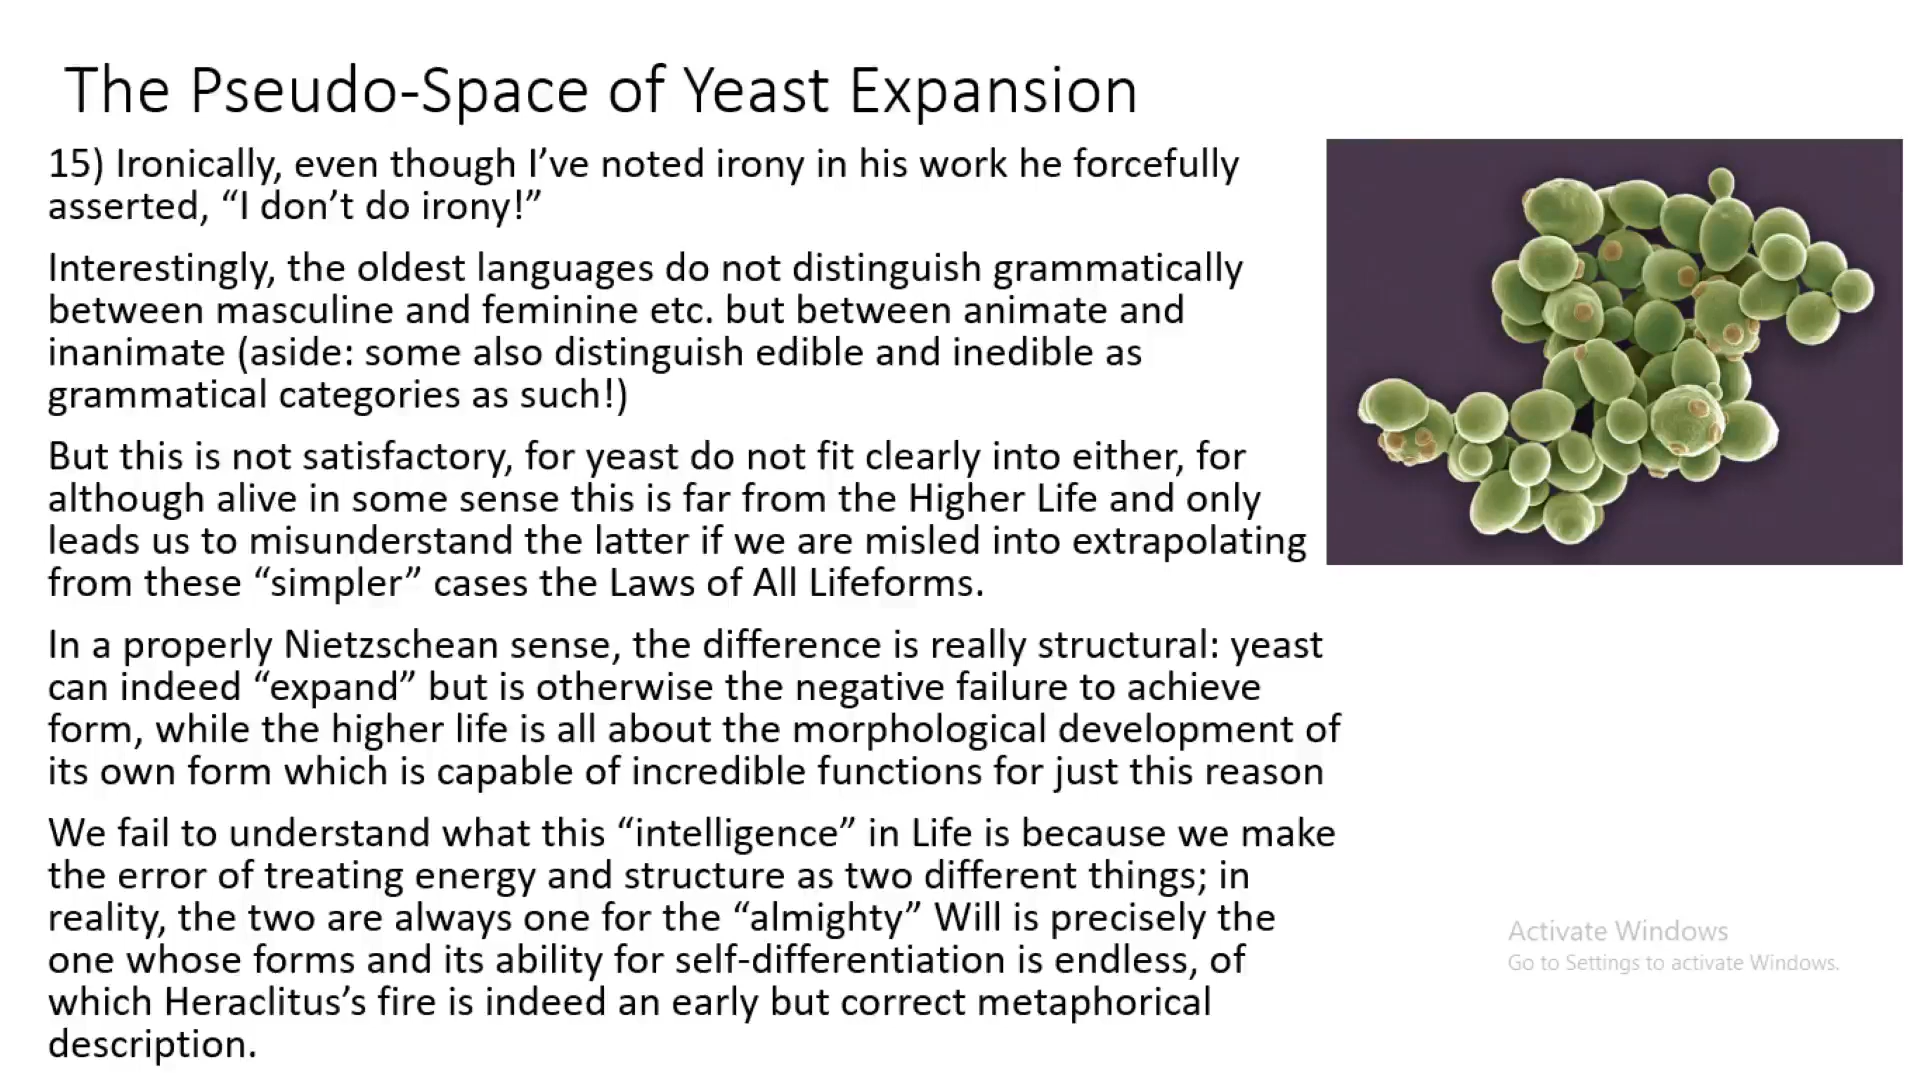 The Pseudo-Space of Yeast Expansion
15) Ironically, even though I’ve noted irony in his work he forcefully
asserted, “I don’t do irony!”
Interestingly, the oldest languages do not distinguish grammatically
between masculine and feminine etc. but between animate and
inanimate (aside: some also distinguish edible and inedible as
grammatical categories as such!)
But this is not satisfactory, for yeast do not fit clearly into either, for
although alive in some sense this is far from the Higher Life and only
leads us to misunderstand the latter if we are misled into extrapolating
from these “simpler” cases the Laws of All Lifeforms.
In a properly Nietzschean sense, the difference is really structural: yeast
can indeed “expand” but is otherwise the negative failure to achieve
form, while the higher life is all about the morphological development of
its own form which is capable of incredible functions for just this reason
We fail to understand what this “intelligence” in Life is because we make
the error of treating energy and structure as two different things; in
reality, the two are always one for the “almighty” Will is precisely the
one whose forms and its ability for self-differentiation is endless, of
which Heraclitus’s fire is indeed an early but correct metaphorical
description.
Activate Windows
Go to Settings to activate Windows.